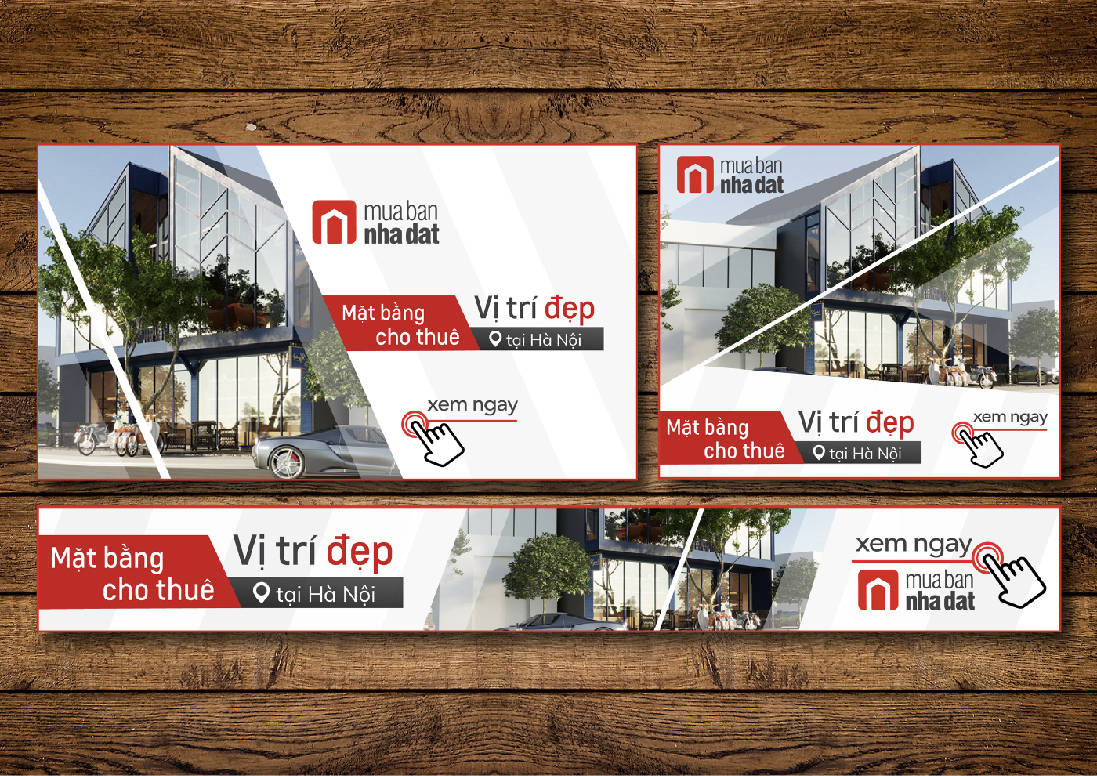 mua ban
nha dat
Mặt bằng
cho thuê
Vị trí đẹp
tại Hà Nội
xem ngay
mua ban
nha dat
Mặt bằng
cho thuê
Vị trí đẹp
tại Hà Nội
xem ngay
Mặt bằng
cho thuê
Vị trí đẹp
tại Hà Nội
xem ngay
mua ban
nha dat